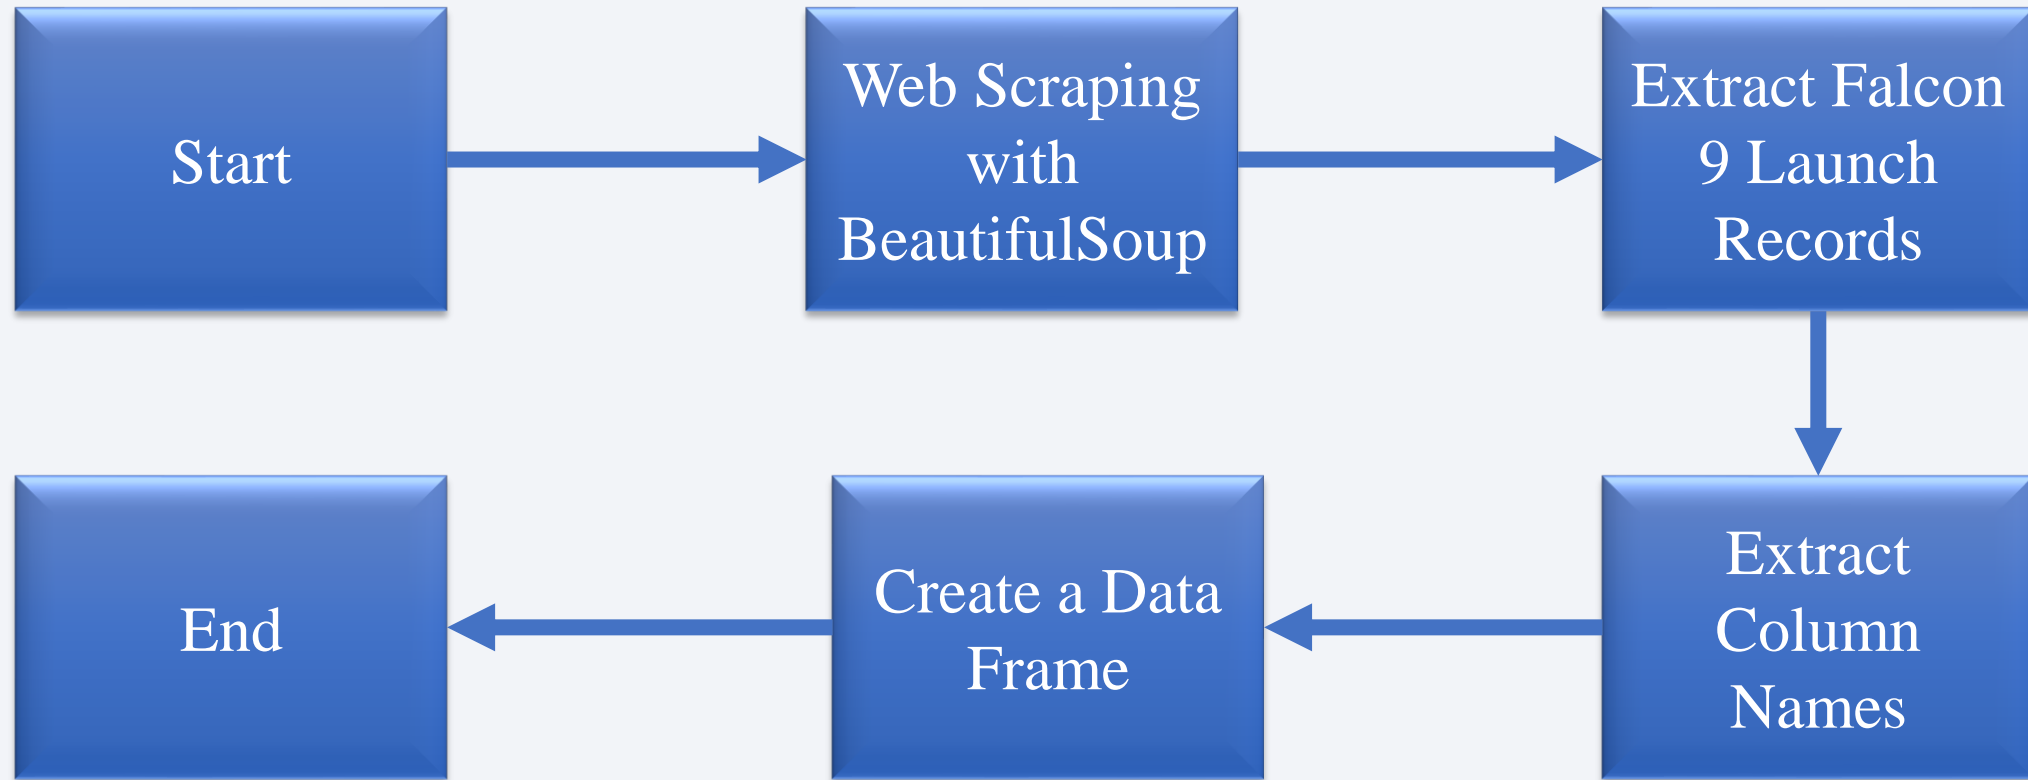 Start
Web Scraping
with
BeautifulSoup
Extract Falcon
9 Launch
Records
Extract
Column
Names
Create a Data
Frame
End